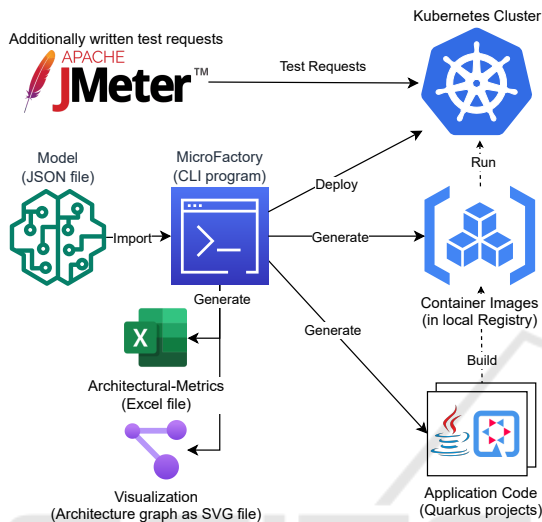 Kubernetes Cluster
Additionally written test requests
APACHE
JMeter™
Test Requests
Model
(JSON file)
MicroFactory
(CLI program)
Run
Deploy
Import
Generate
Container Images
(in local Registry)
Generate
Generate
X
Build
Architectural-Metrics
(Excel file)
Java
Visualization
(Architecture graph as SVG file)
Application Code
(Quarkus projects)